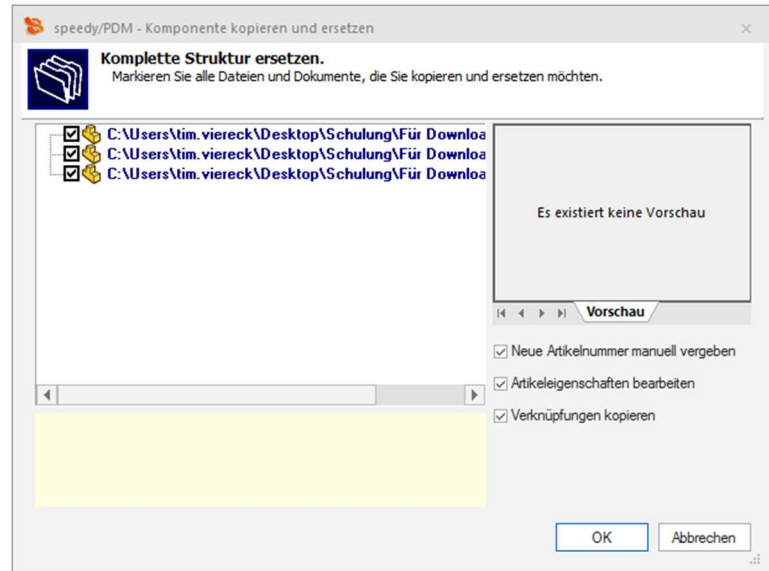 speedy/PDM - Komponente kopieren und ersetzen
Komplette Struktur ersetzen.
Markieren Sie alle Dateien und Dokumente, die Sie kopieren und ersetzen möchten.
C:\Users\tim.viereck\Desktop\Schulung\Für Downloa
C:\Users\tim.viereck\Desktop\Schulung\Für Downloa
C:\Users\tim.viereck\Desktop\Schulung\Für Downloa
Es existiert keine Vorschau
Vorschau
Neue Artikelnummer manuell vergeben
Artikeleigenschaften bearbeiten
Verknüpfungen kopieren
OK
Abbrechen